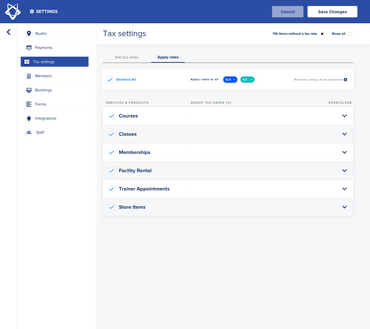 SETTINGS
Cancel
Save Changes
Studio
Payments
Tax settings
Members
Bookings
Forms
Integrations
Staff
Tax settings
116 items without a tax rate
Show all
Set tax rates
Apply rates
Deselect All
Apply rates to all
Remove rate(s) from selected
SERVICES & PRODUCTS
GROUP TAX RATES (%)
OPEN/CLOSE
Courses
Classes
Memberships
Facility Rental
Trainer Appointments
Store Items